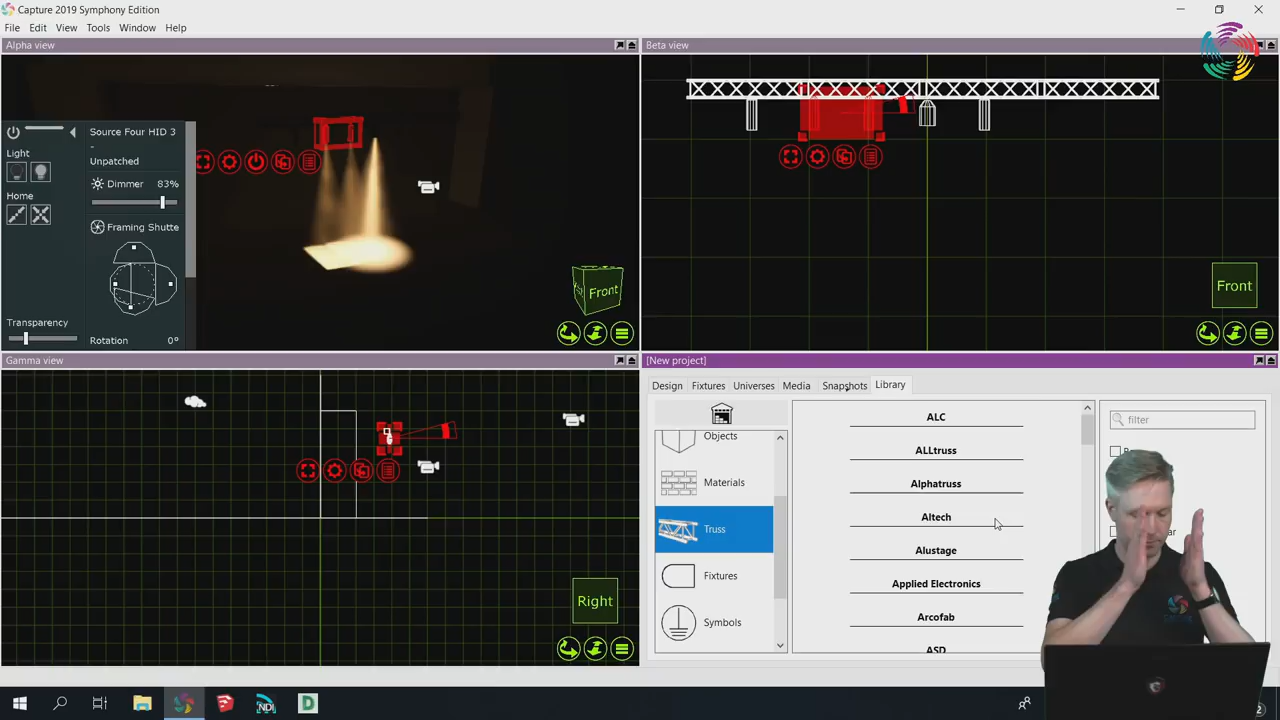 Capture 2019 Symphony Edition
File Edit View Tools Window Help
Alpha view
Beta view
Source Four HID 3
-
Unpatched
Light
Dimmer 83%
Home
Framing Shutte
Transparency
Rotation 0°
Front
Front
Gamma view
[New project]
Design Fixtures Universes Media Snapshots Library
filter
Objects
Materials
Truss
Fixtures
Symbols
ALC
ALLtruss
Alphatruss
Altech
Alustage
Applied Electronics
Arcofab
ASD
Right
NDI
D